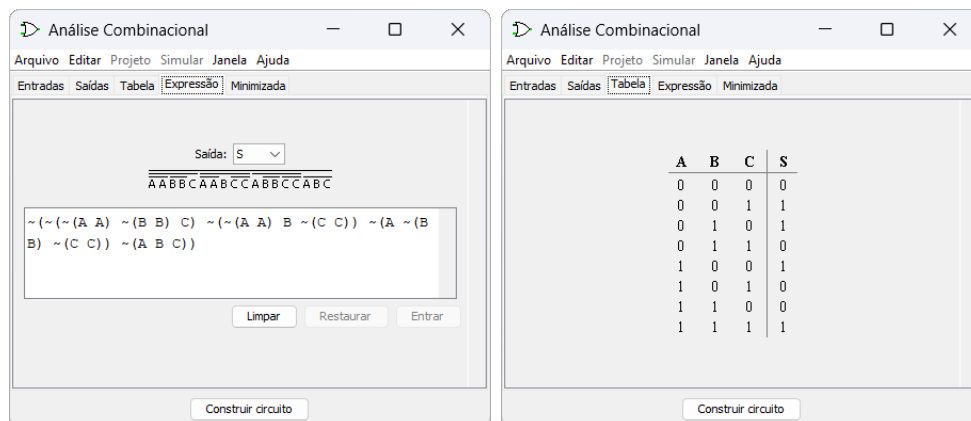 Análise Combinacional
Arquivo Editar Projeto Simular Janela Ajuda
Entradas Saídas Tabela Expressão Minimizada
Saída: S
A A B B C A A B C C A B B C C A B C
~(~(~(A A) ~(B B) C) ~(~(A A) B ~(C C)) ~(A ~(B
B) ~(C C)) ~(A B C))
Limpar Restaurar Entrar
Construir circuito
Análise Combinacional
Arquivo Editar Projeto Simular Janela Ajuda
Entradas Saídas Tabela Expressão Minimizada
A B C S
0 0 0 0
0 0 1 1
0 1 0 1
0 1 1 0
1 0 0 1
1 0 1 0
1 1 0 0
1 1 1 1
Construir circuito